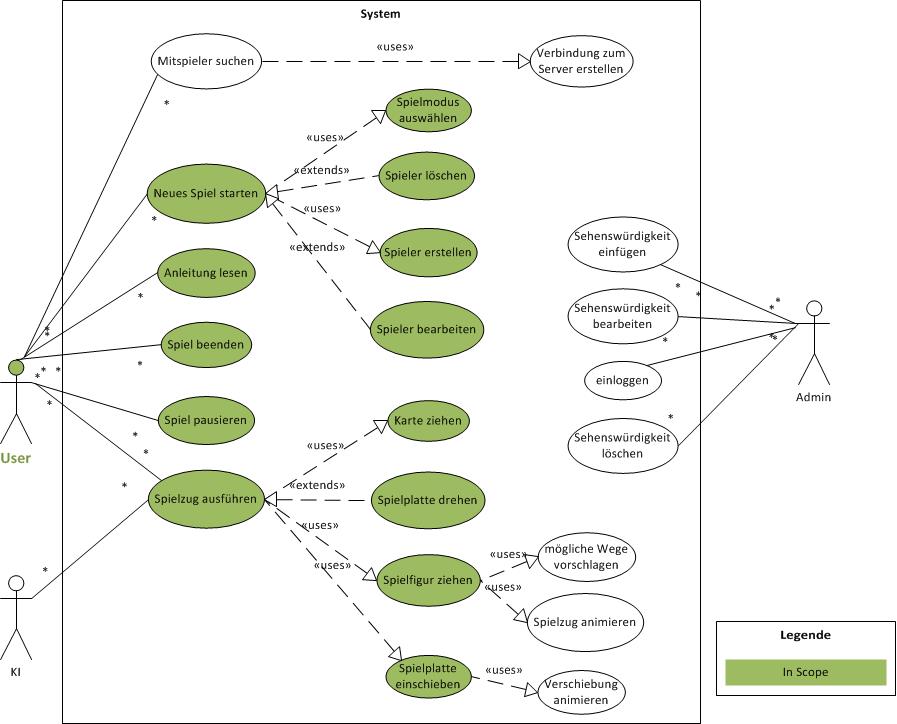 System
Mitspieler suchen
«uses»
Verbindung zum
Server erstellen
*
Spielmodus
auswählen
«uses»
Neues Spiel starten
«extends»
Spieler löschen
*
«uses»
Spieler erstellen
«extends»
Spieler bearbeiten
Anleitung lesen
*
Spiel beenden
*
*
*
*
*
*
*
User
Spiel pausieren
*
*
Karte ziehen
«uses»
Spielzug ausführen
«extends»
Spielplatte drehen
*
«uses»
Spielfigur ziehen
«uses»
«uses»
mögliche Wege
vorschlagen
«uses»
Spielzug animieren
*
KI
Spielplatte
einschieben
«uses»
Verschiebung
animieren
Sehenswürdigkeit
einfügen
*
*
*
*
Sehenswürdigkeit
bearbeiten
*
*
*
einloggen
*
Sehenswürdigkeit
löschen
Admin
Legende
In Scope